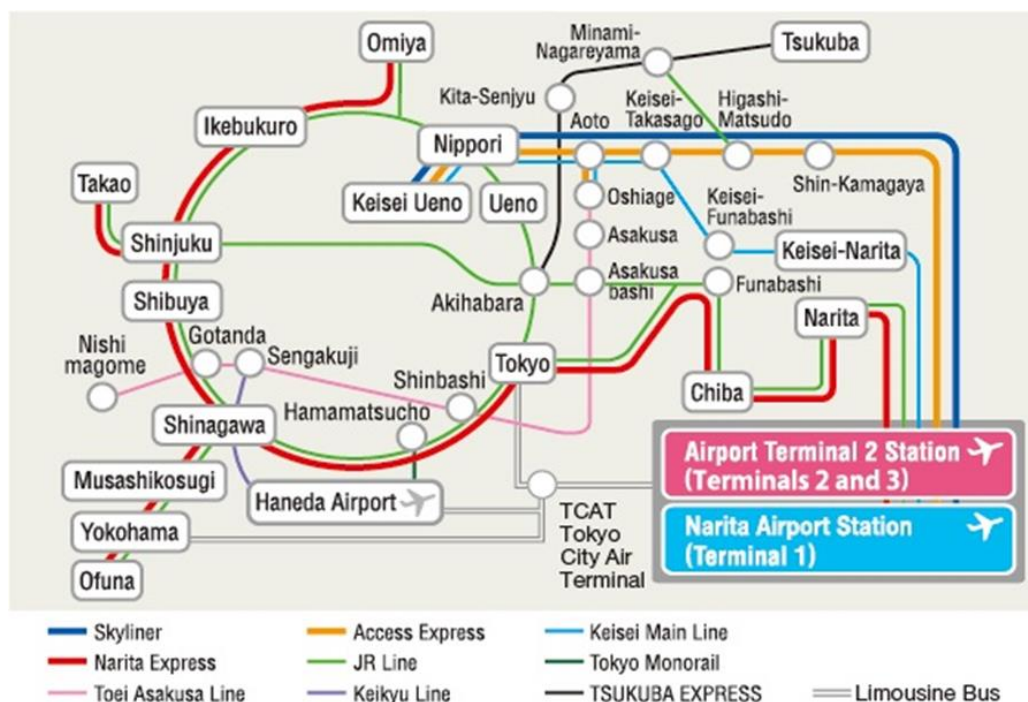 Omiya
Minami-
Nagareyama
Tsukuba
Kita-Senjyu
Keisei-
Takasago
Higashi-
Matsudo
Ikebukuro
Aoto
Nippori
Takao
Keisei Ueno
Ueno
Oshiage
Shin-Kamagaya
Keisei-
Funabashi
Shinjuku
Asakusa
Keisei-Narita
Shibuya
Akihabara
Asakusa
bashi
Funabashi
Narita
Nishi
magome
Gotanda
Sengakuji
Tokyo
Shinbashi
Chiba
Hamamatsucho
Shinagawa
Airport Terminal 2 Station
(Terminals 2 and 3)
Musashikosugi
Haneda Airport
TCAT
Tokyo
City Air
Terminal
Narita Airport Station
(Terminal 1)
Yokohama
Ofuna
Skyliner
Access Express
Keisei Main Line
Narita Express
JR Line
Tokyo Monorail
Toei Asakusa Line
Keikyu Line
TSUKUBA EXPRESS
Limousine Bus